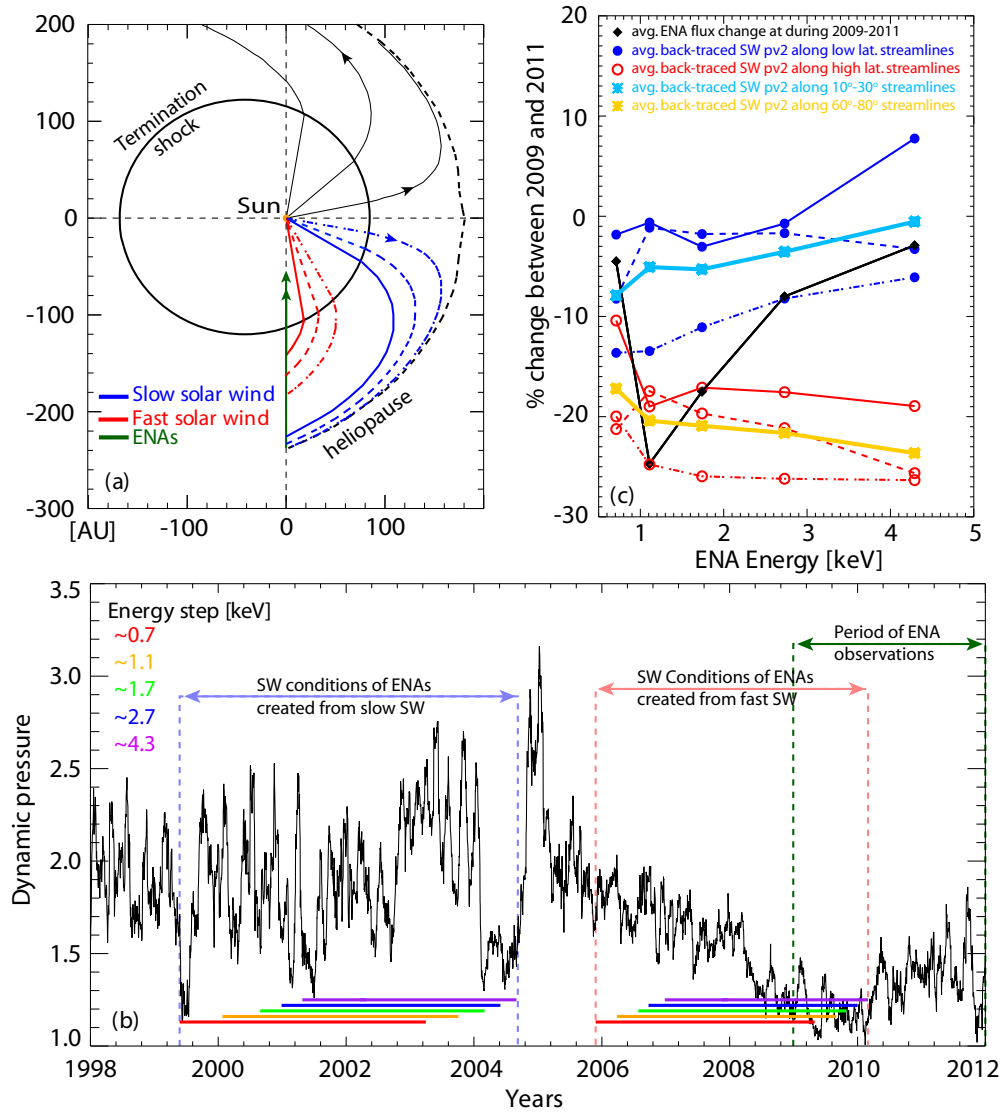 200
100
0
-100
-200
-300
[AU]
-100
0
100
Termination
shock
Sun
heliopause
Slow solar wind
Fast solar wind
ENAs
(a)
20
10
0
-10
-20
-30
% change between 2009 and 2011
avg. ENA flux change at during 2009-2011
avg. back-traced SW pv2 along low lat. streamlines
avg. back-traced SW pv2 along high lat. streamlines
avg. back-traced SW pv2 along 10°-30° streamlines
avg. back-traced SW pv2 along 60°-80° streamlines
(c)
1
2
3
4
5
ENA Energy [keV]
3.5
3.0
2.5
2.0
1.5
1.0
Dynamic pressure
Energy step [keV]
~0.7
~1.1
~1.7
~2.7
~4.3
SW conditions of ENAs
created from slow SW
SW Conditions of ENAs
created from fast SW
Period of ENA
observations
(b)
1998
2000
2002
2004
2006
2008
2010
2012
Years